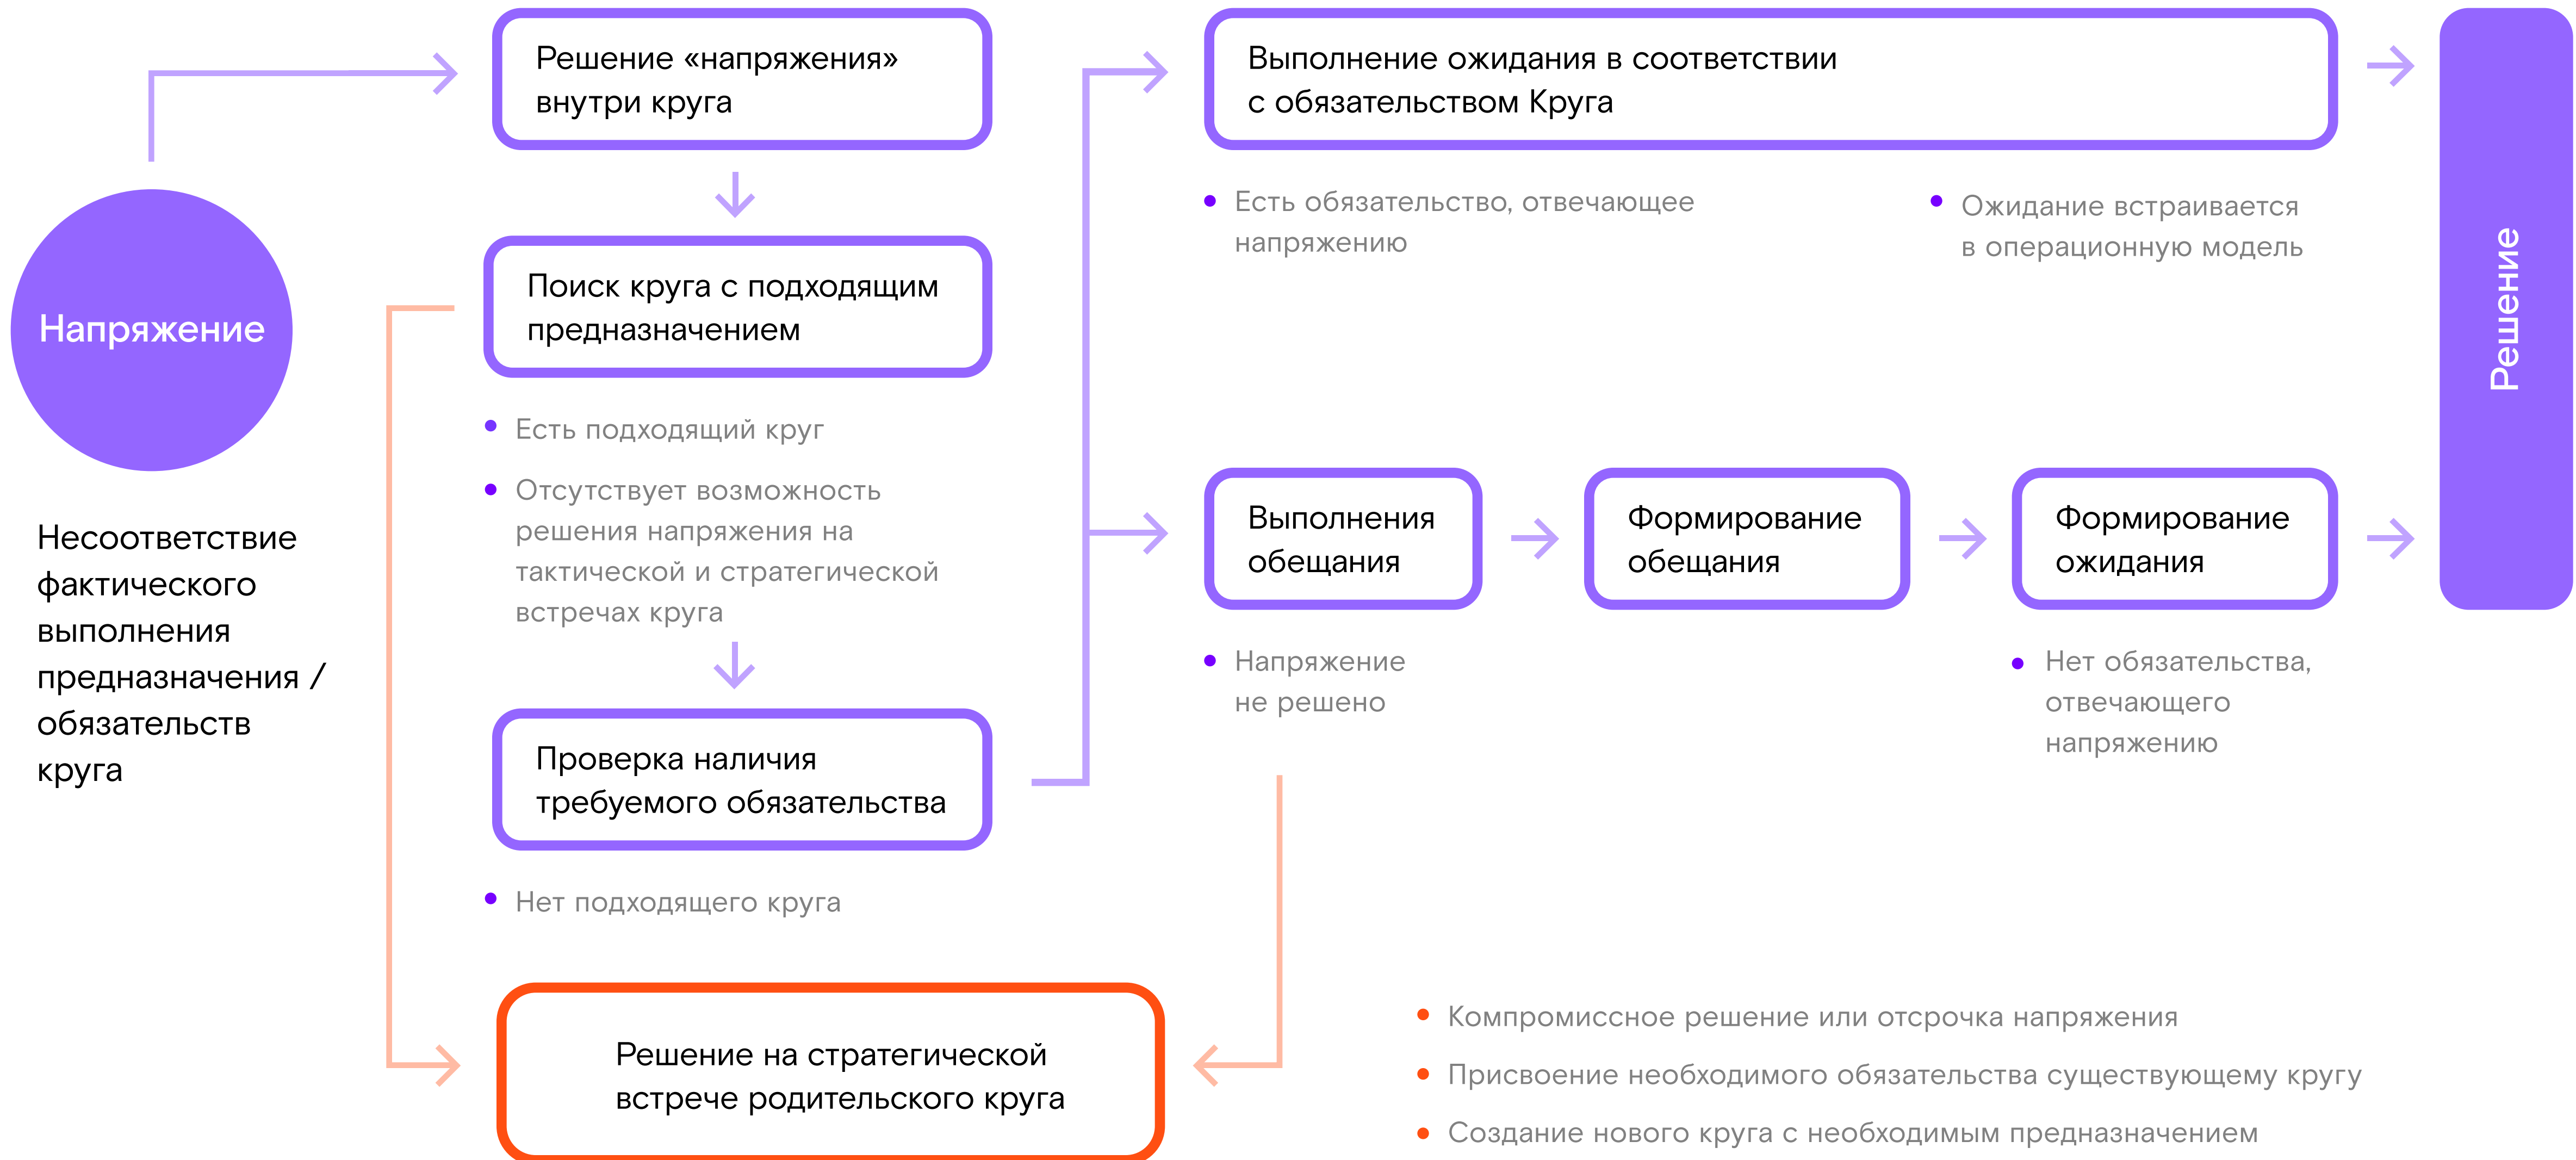 Напряжение
Несоответствие
фактического
выполнения
предназначения /
обязательств
круга
Решение «напряжения»
внутри круга
Поиск круга с подходящим
предназначением
Есть подходящий круг
Отсутствует возможность
решения напряжения на
тактической и стратегической
встречах круга
Проверка наличия
требуемого обязательства
Нет подходящего круга
Решение на стратегической
встрече родительского круга
Выполнение ожидания в соответствии
с обязательством Круга
Есть обязательство, отвечающее
напряжению
Ожидание встраивается
в операционную модель
Выполнения
обещания
Напряжение
не решено
Формирование
обещания
Формирование
ожидания
Нет обязательства,
отвечающего
напряжению
Решение
Компромиссное решение или отсрочка напряжения
Присвоение необходимого обязательства существующему кругу
Создание нового круга с необходимым предназначением